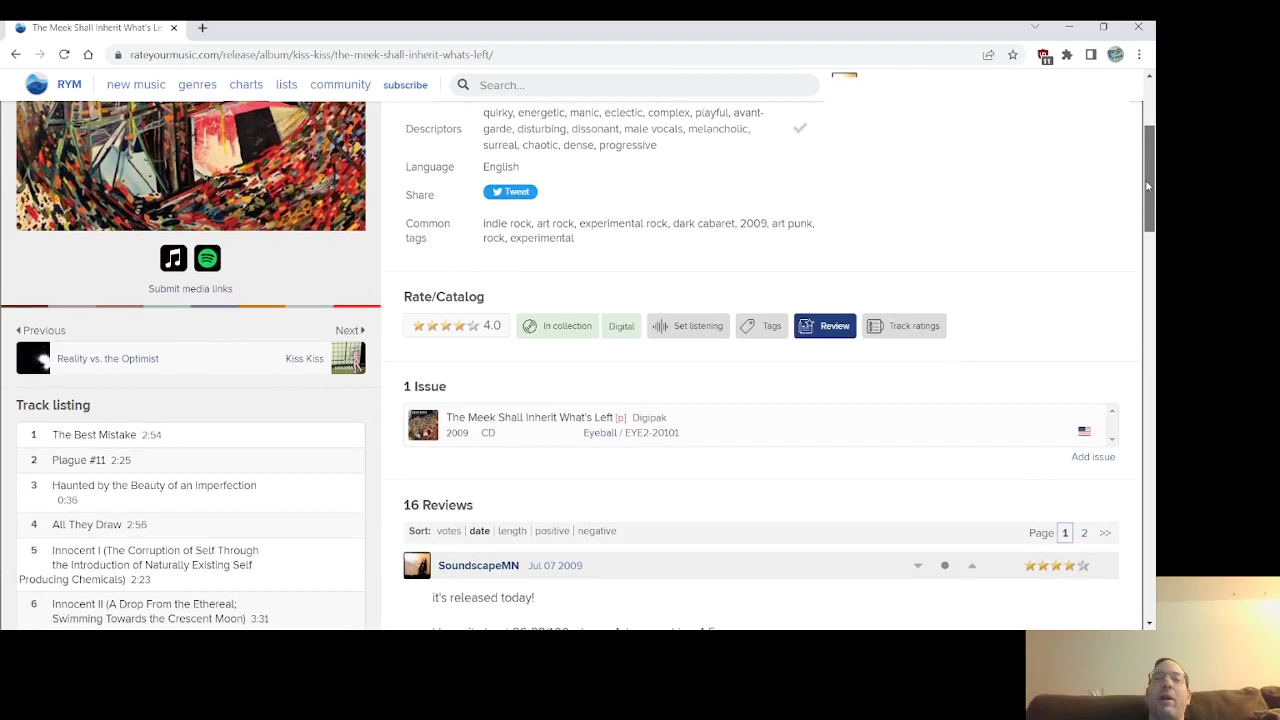 The Meek Shall Inherit What's Le
rateyourmusic.com/release/album/kiss-kiss/the-meek-shall-inherit-whats-left/
11
RYM
new music
genres
charts
lists
community
subscribe
Search...
Descriptors
quirky, energetic, manic, eclectic, complex, playful, avant-
garde, disturbing, dissonant, male vocals, melancholic,
surreal, chaotic, dense, progressive
Language
English
Share
Tweet
Common
tags
indie rock, art rock, experimental rock, dark cabaret, 2009, art punk,
rock, experimental
Submit media links
Previous
Next
Reality vs. the Optimist
Kiss Kiss
Track listing
1 The Best Mistake 2:54
2 Plague #11 2:25
3 Haunted by the Beauty of an Imperfection
0:36
4 All They Draw 2:56
5 Innocent I (The Corruption of Self Through
the Introduction of Naturally Existing Self
Producing Chemicals) 2:23
6 Innocent II (A Drop From the Ethereal;
Swimming Towards the Crescent Moon) 3:31
Rate/Catalog
4.0
In collection
Digital
Set listening
Tags
Review
Track ratings
1 Issue
The Meek Shall Inherit What's Left [p] Digipak
2009 CD Eyeball / EYE2-20101
Add issue
16 Reviews
Sort: votes | date | length | positive | negative
Page 1 2 >>
SoundscapeMN Jul 07 2009
it's released today!